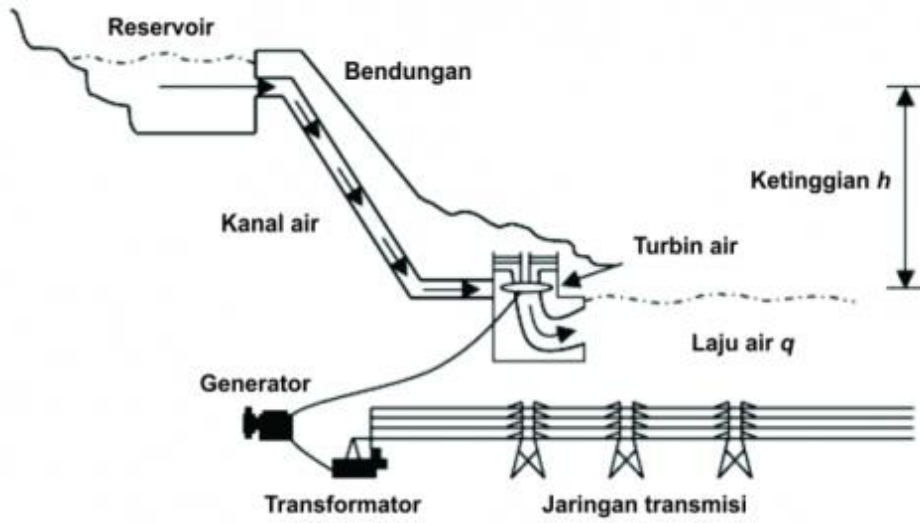 Reservoir
Bendungan
Ketinggian h
Kanal air
Turbin air
Laju air q
Generator
Transformator
Jaringan transmisi